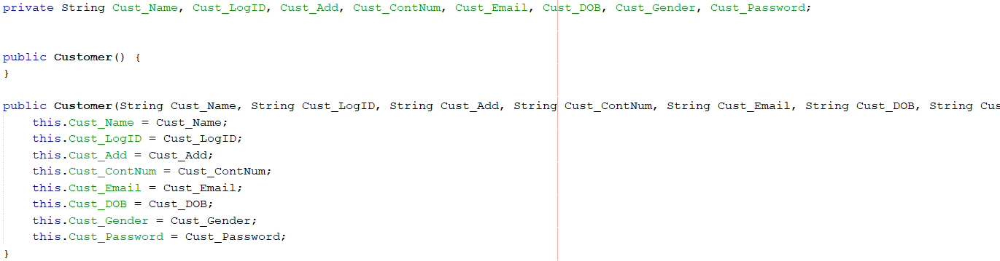 private String Cust_Name, Cust_LogID, Cust_Add, Cust_ContNum, Cust_Email, Cust_DOB, Cust_Gender, Cust_Password;
public Customer() {
}
public Customer(String Cust_Name, String Cust_LogID, String Cust_Add, String Cust_ContNum, String Cust_Email, String Cust_DOB, String Cus
this.Cust_Name = Cust_Name;
this.Cust_LogID = Cust_LogID;
this.Cust_Add = Cust_Add;
this.Cust_ContNum = Cust_ContNum;
this.Cust_Email = Cust_Email;
this.Cust_DOB = Cust_DOB;
this.Cust_Gender = Cust_Gender;
this.Cust_Password = Cust_Password;
}